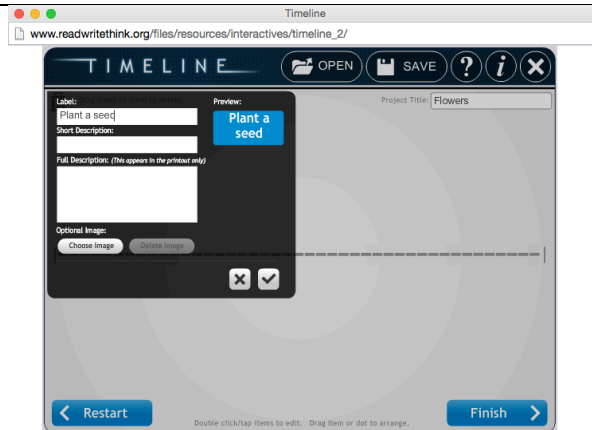 Timeline
www.readwritethink.org/files/resources/interactives/timeline_2/
TIMELINE OPEN SAVE ? i X
Project Title: Flowers
Label:
Plant a seed
Preview:
Plant a
seed
Short Description:
Full Description: (This appears in the printout only)
Optional Image:
Choose Image Delete Image
Restart
Double click/tap items to edit. Drag item or dot to arrange.
Finish